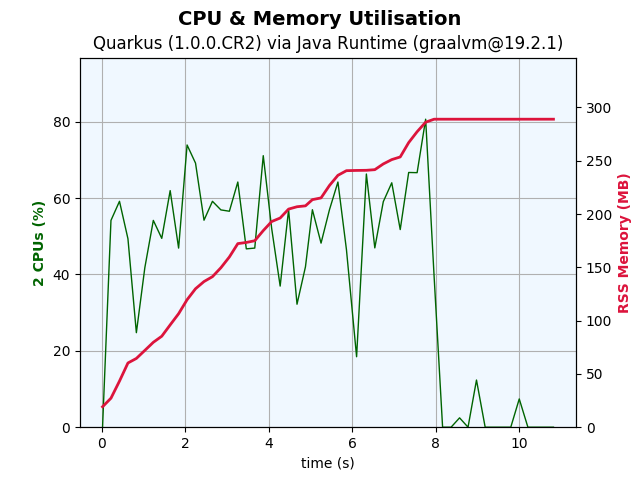 CPU & Memory Utilisation
Quarkus (1.0.0.CR2) via Java Runtime (graalvm@19.2.1)
2 CPUs (%)
80
60
40
20
0
300
250
200
150
100
50
0
RSS Memory (MB)
0 2 4 6 8 10
time (s)